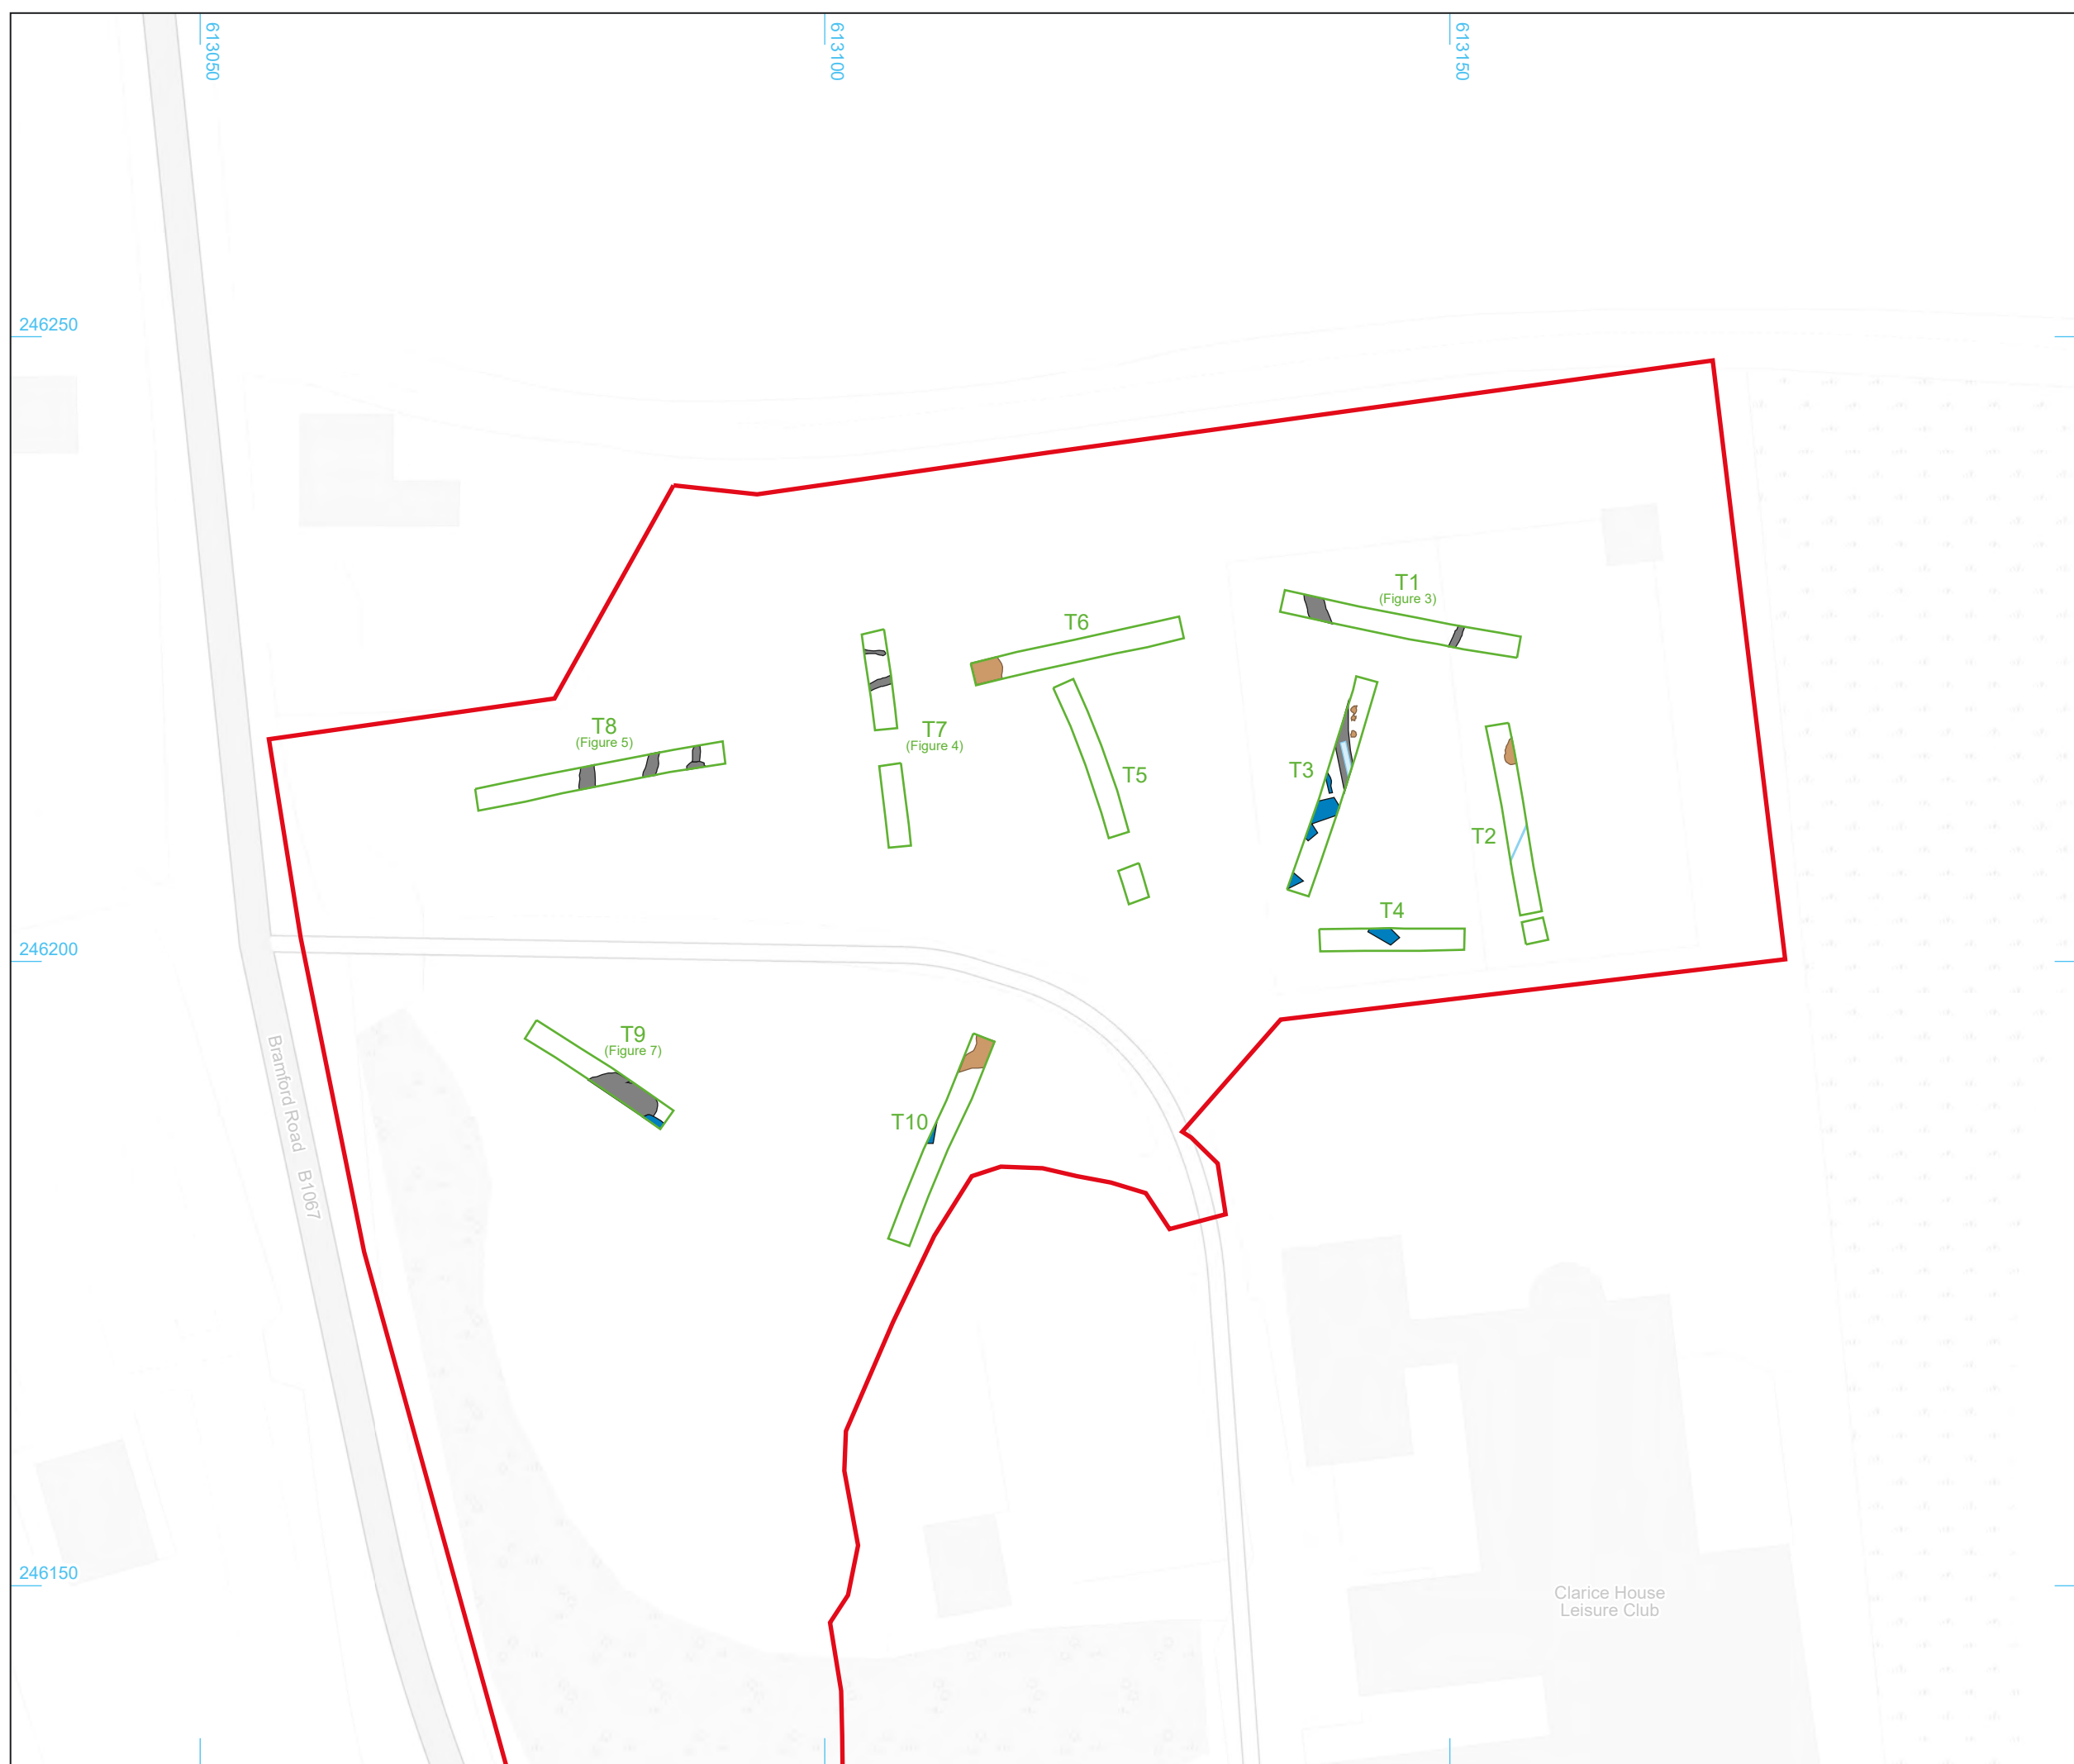 613050
613100
613150
246250
T1
(Figure 3)
T6
T7
(Figure 4)
T8
(Figure 5)
T3
T5
T2
T4
246200
T9
(Figure 7)
T10
Bramford Road B1067
246150
Clarice House
Leisure Club